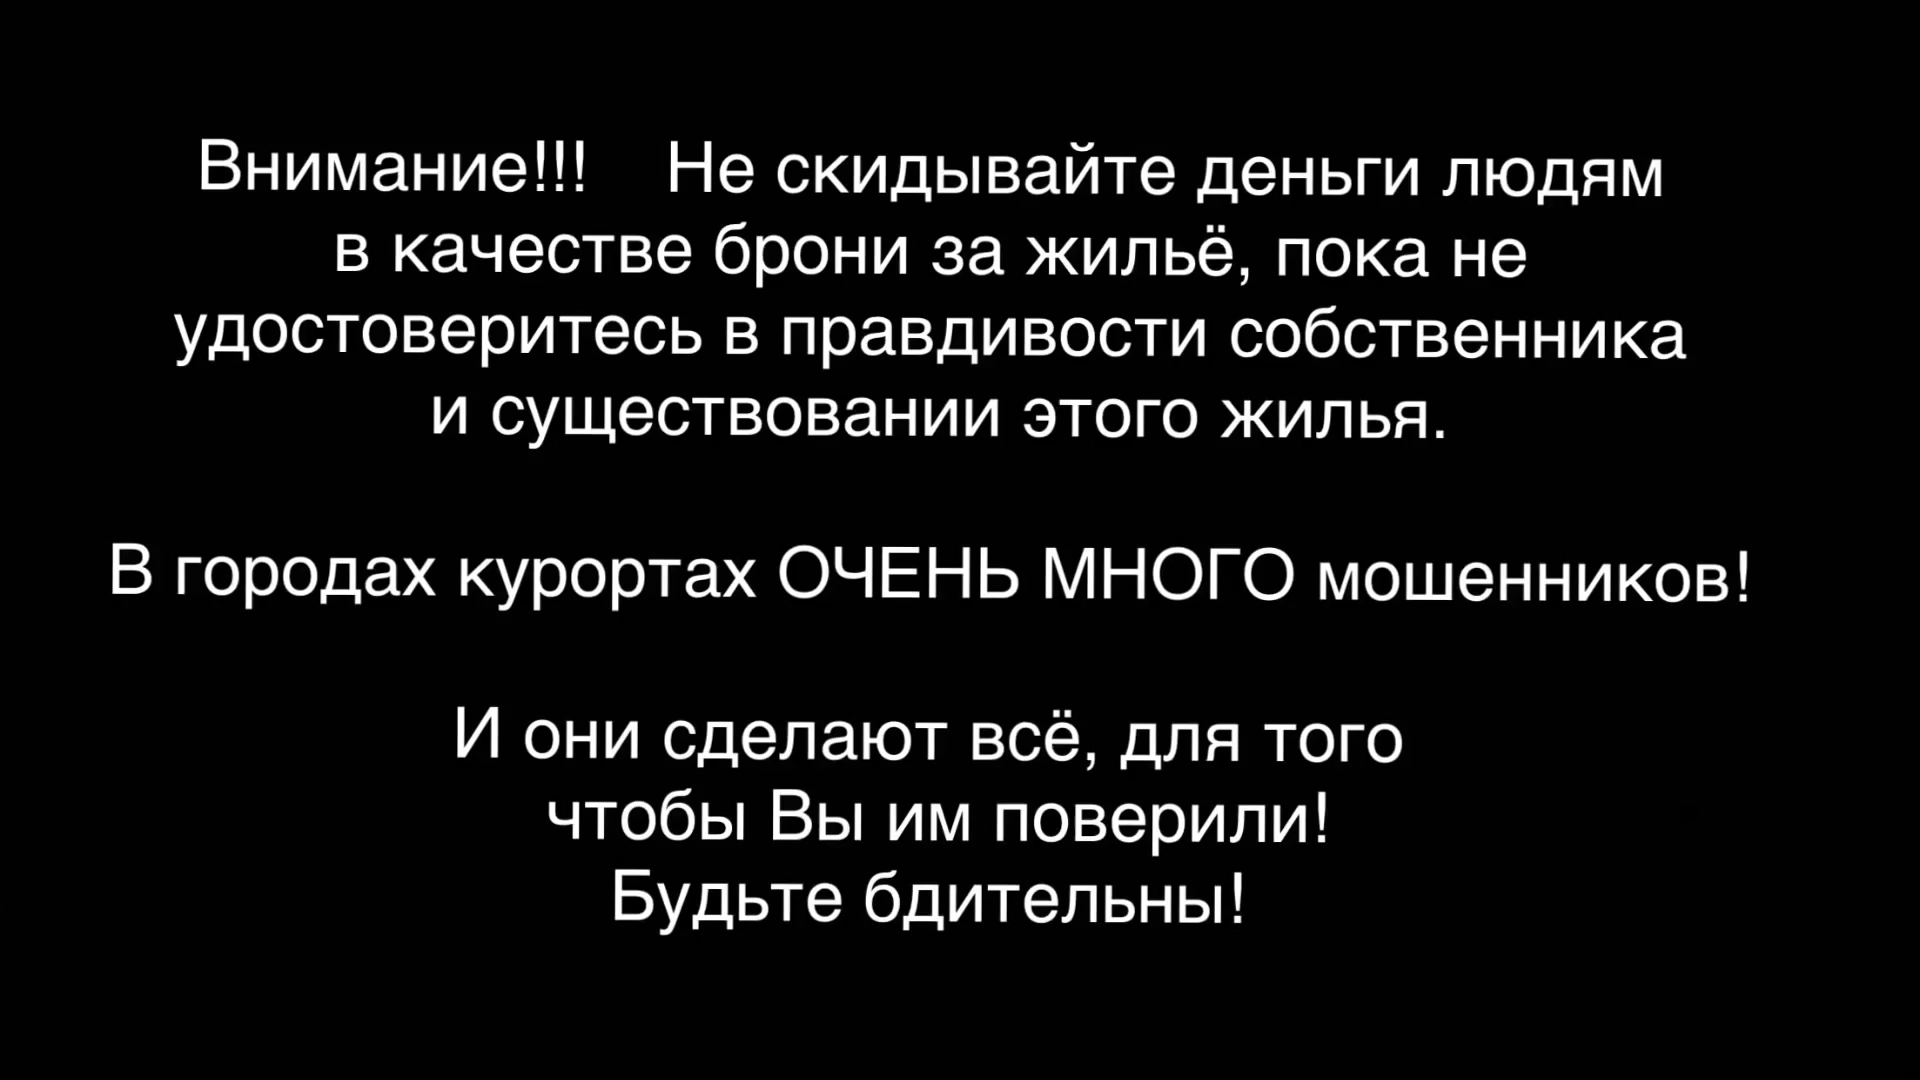 Внимание!!! Не скидывайте деньги людям
в качестве брони за жильё, пока не
удостоверитесь в правдивости собственника
и существовании этого жилья.
В городах курортах ОЧЕНЬ МНОГО мошенников!
И они сделают всё, для того
чтобы Вы им поверили!
Будьте бдительны!